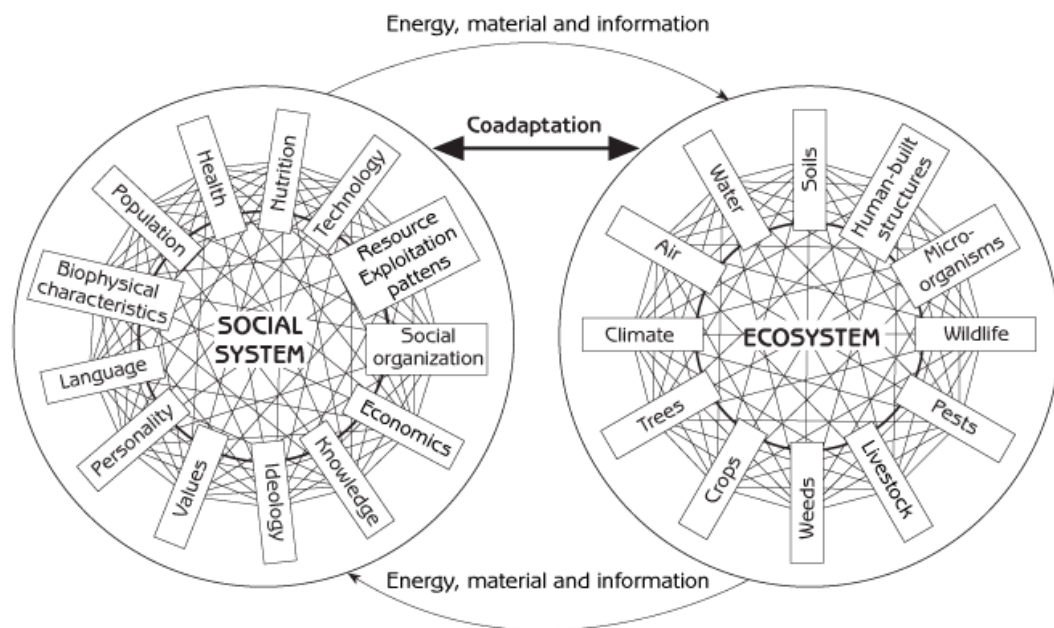 Energy, material and information
Coadaptation
SOCIAL
SYSTEM
Health
Nutrition
Technology
Resource
Exploitation
pattens
Social
organization
Economics
Knowledge
Ideology
Values
Personality
Language
Biophysical
characteristics
Population
ECOSYSTEM
Soils
Human-built
structures
Micro-
organisms
Wildlife
Pests
Livestock
Weeds
Crops
Trees
Climate
Air
Water
Energy, material and information